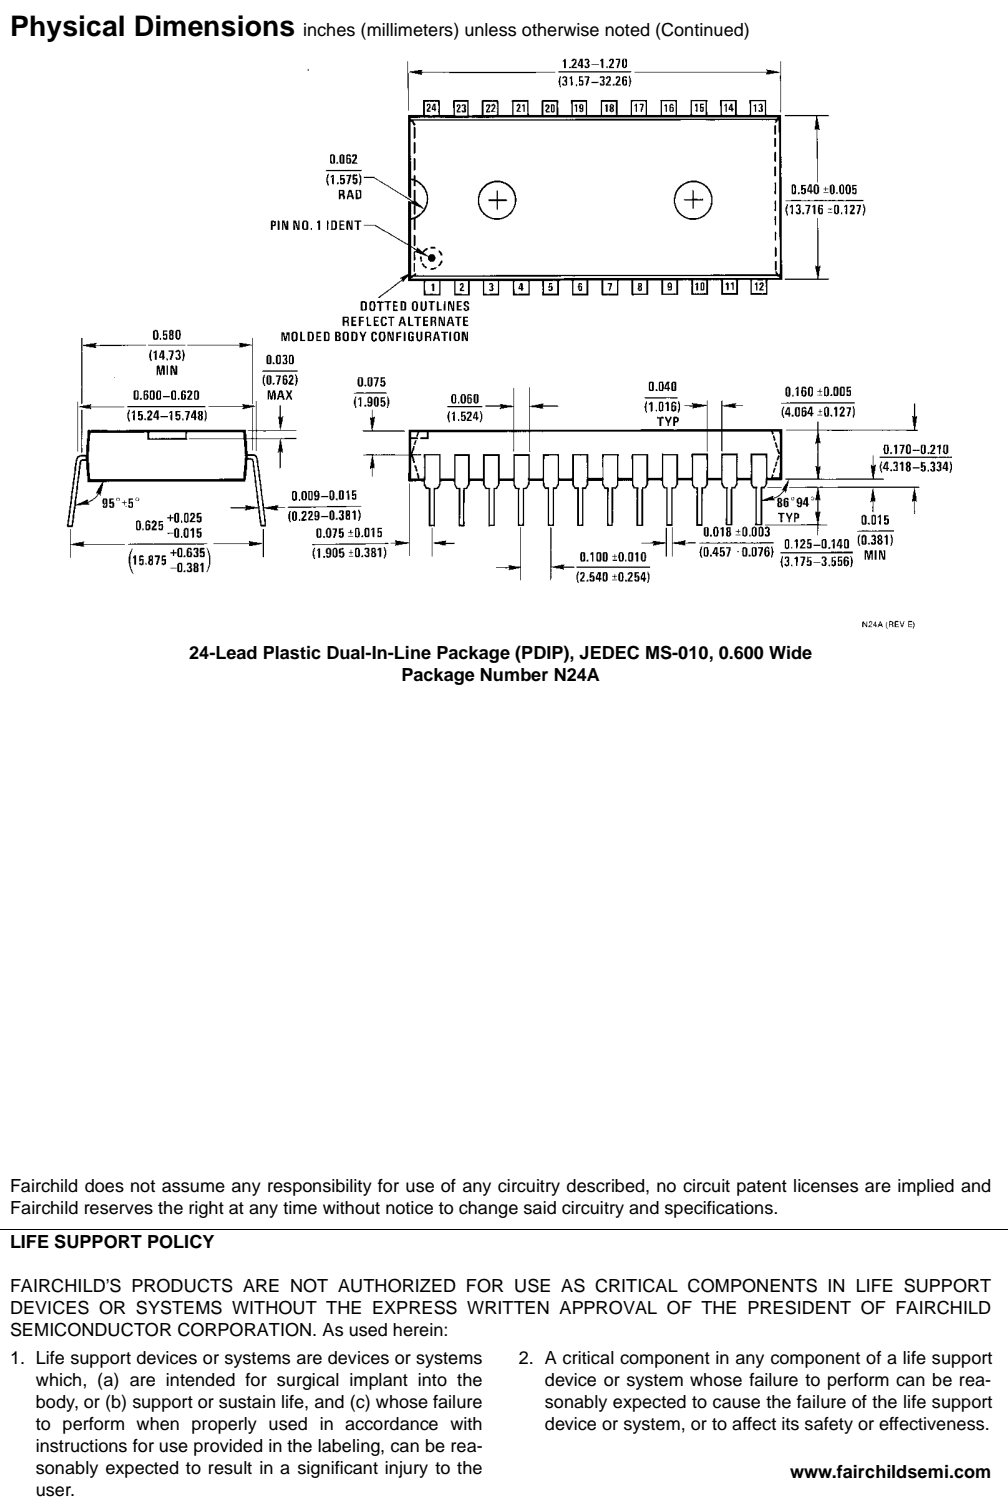 Physical Dimensions inches (millimeters) unless otherwise noted (Continued)
1.243–1.270
(31.57–32.26)
24 23 22 21 20 19 18 17 16 15 14 13
0.062
(1.575)
RAD
PIN NO. 1 IDENT
0.540 ±0.005
(13.716 ±0.127)
1 2 3 4 5 6 7 8 9 10 11 12
DOTTED OUTLINES
REFLECT ALTERNATE
MOLDED BODY CONFIGURATION
0.580
(14.73)
MIN
0.030
(0.762)
MAX
0.600–0.620
(15.24–15.748)
95°±5°
0.625 +0.025
–0.015
(15.875 +0.635
–0.381)
0.009–0.015
(0.229–0.381)
0.075
(1.905)
0.060
(1.524)
0.040
(1.016)
TYP
0.160 ±0.005
(4.064 ±0.127)
0.170–0.210
(4.318–5.334)
86°94°
TYP
0.015
(0.381)
MIN
0.075 ±0.015
(1.905 ±0.381)
0.100 ±0.010
(2.540 ±0.254)
0.018 ±0.003
(0.457 ±0.076)
0.125–0.140
(3.175–3.556)
N24A (REV E)
24-Lead Plastic Dual-In-Line Package (PDIP), JEDEC MS-010, 0.600 Wide
Package Number N24A
Fairchild does not assume any responsibility for use of any circuitry described, no circuit patent licenses are implied and
Fairchild reserves the right at any time without notice to change said circuitry and specifications.
LIFE SUPPORT POLICY
FAIRCHILD'S PRODUCTS ARE NOT AUTHORIZED FOR USE AS CRITICAL COMPONENTS IN LIFE SUPPORT
DEVICES OR SYSTEMS WITHOUT THE EXPRESS WRITTEN APPROVAL OF THE PRESIDENT OF FAIRCHILD
SEMICONDUCTOR CORPORATION. As used herein:
1. Life support devices or systems are devices or systems
which, (a) are intended for surgical implant into the
body, or (b) support or sustain life, and (c) whose failure
to perform when properly used in accordance with
instructions for use provided in the labeling, can be rea-
sonably expected to result in a significant injury to the
user.
2. A critical component in any component of a life support
device or system whose failure to perform can be rea-
sonably expected to cause the failure of the life support
device or system, or to affect its safety or effectiveness.
www.fairchildsemi.com